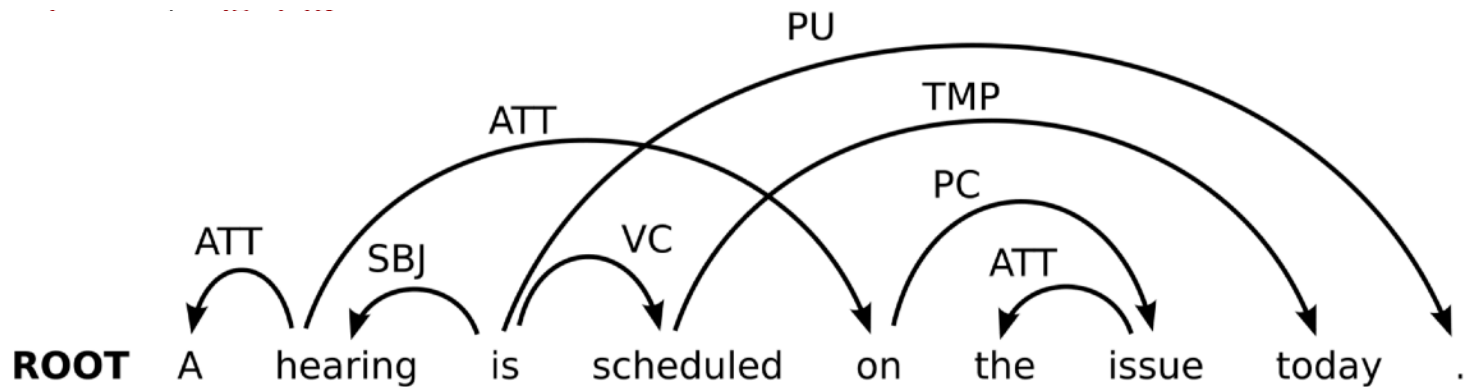 PU
TMP
ATT
PC
ATT
SBJ
VC
ATT
ROOT A hearing is scheduled on the issue today .